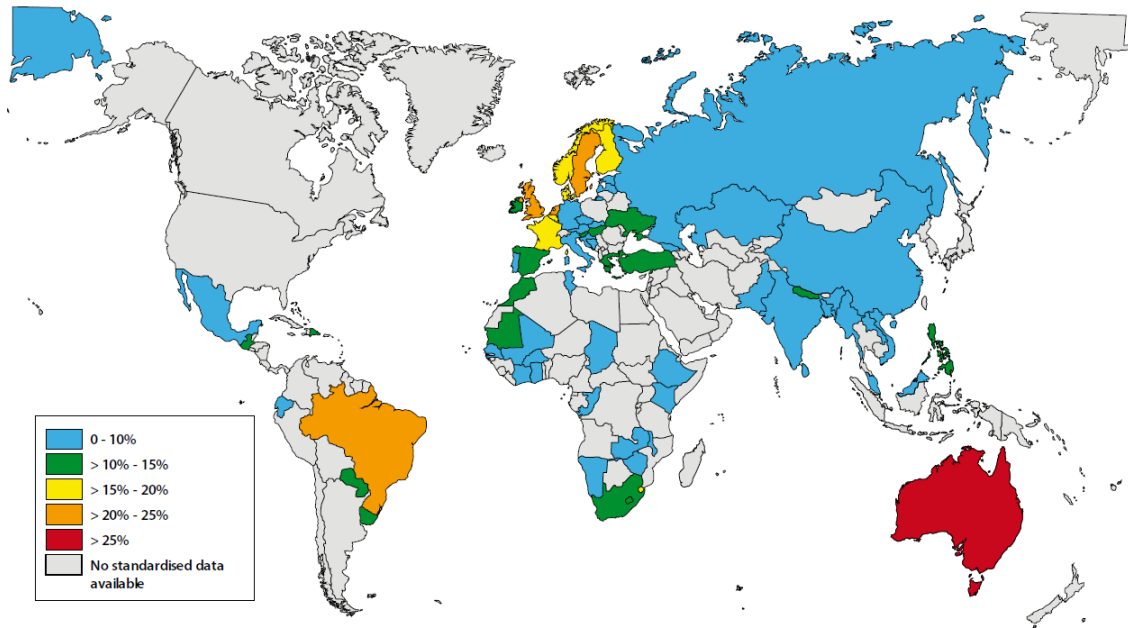 0 - 10%
> 10% - 15%
> 15% - 20%
> 20% - 25%
> 25%
No standardised data
available